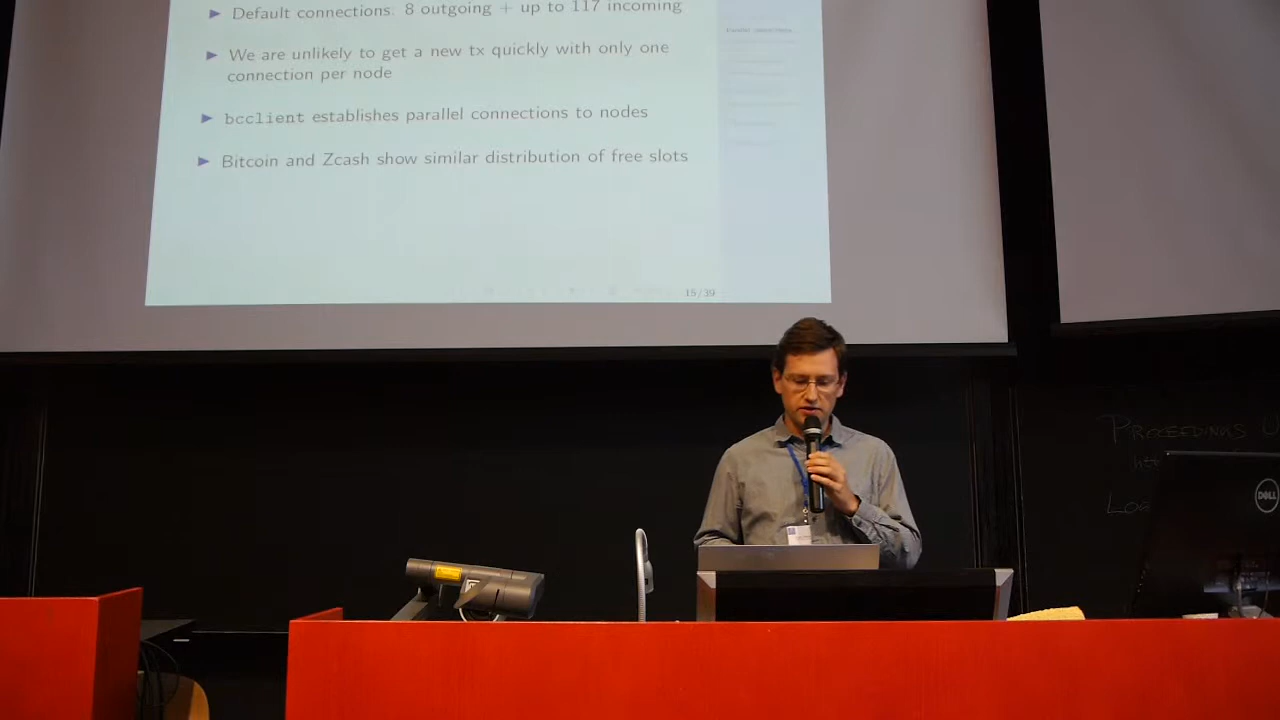 Default connections: 8 outgoing + up to 117 incoming
We are unlikely to get a new tx quickly with only one
connection per node
bcclient establishes parallel connections to nodes
Bitcoin and Zcash show similar distribution of free slots
15/39
PROCEEDINGS
DELL